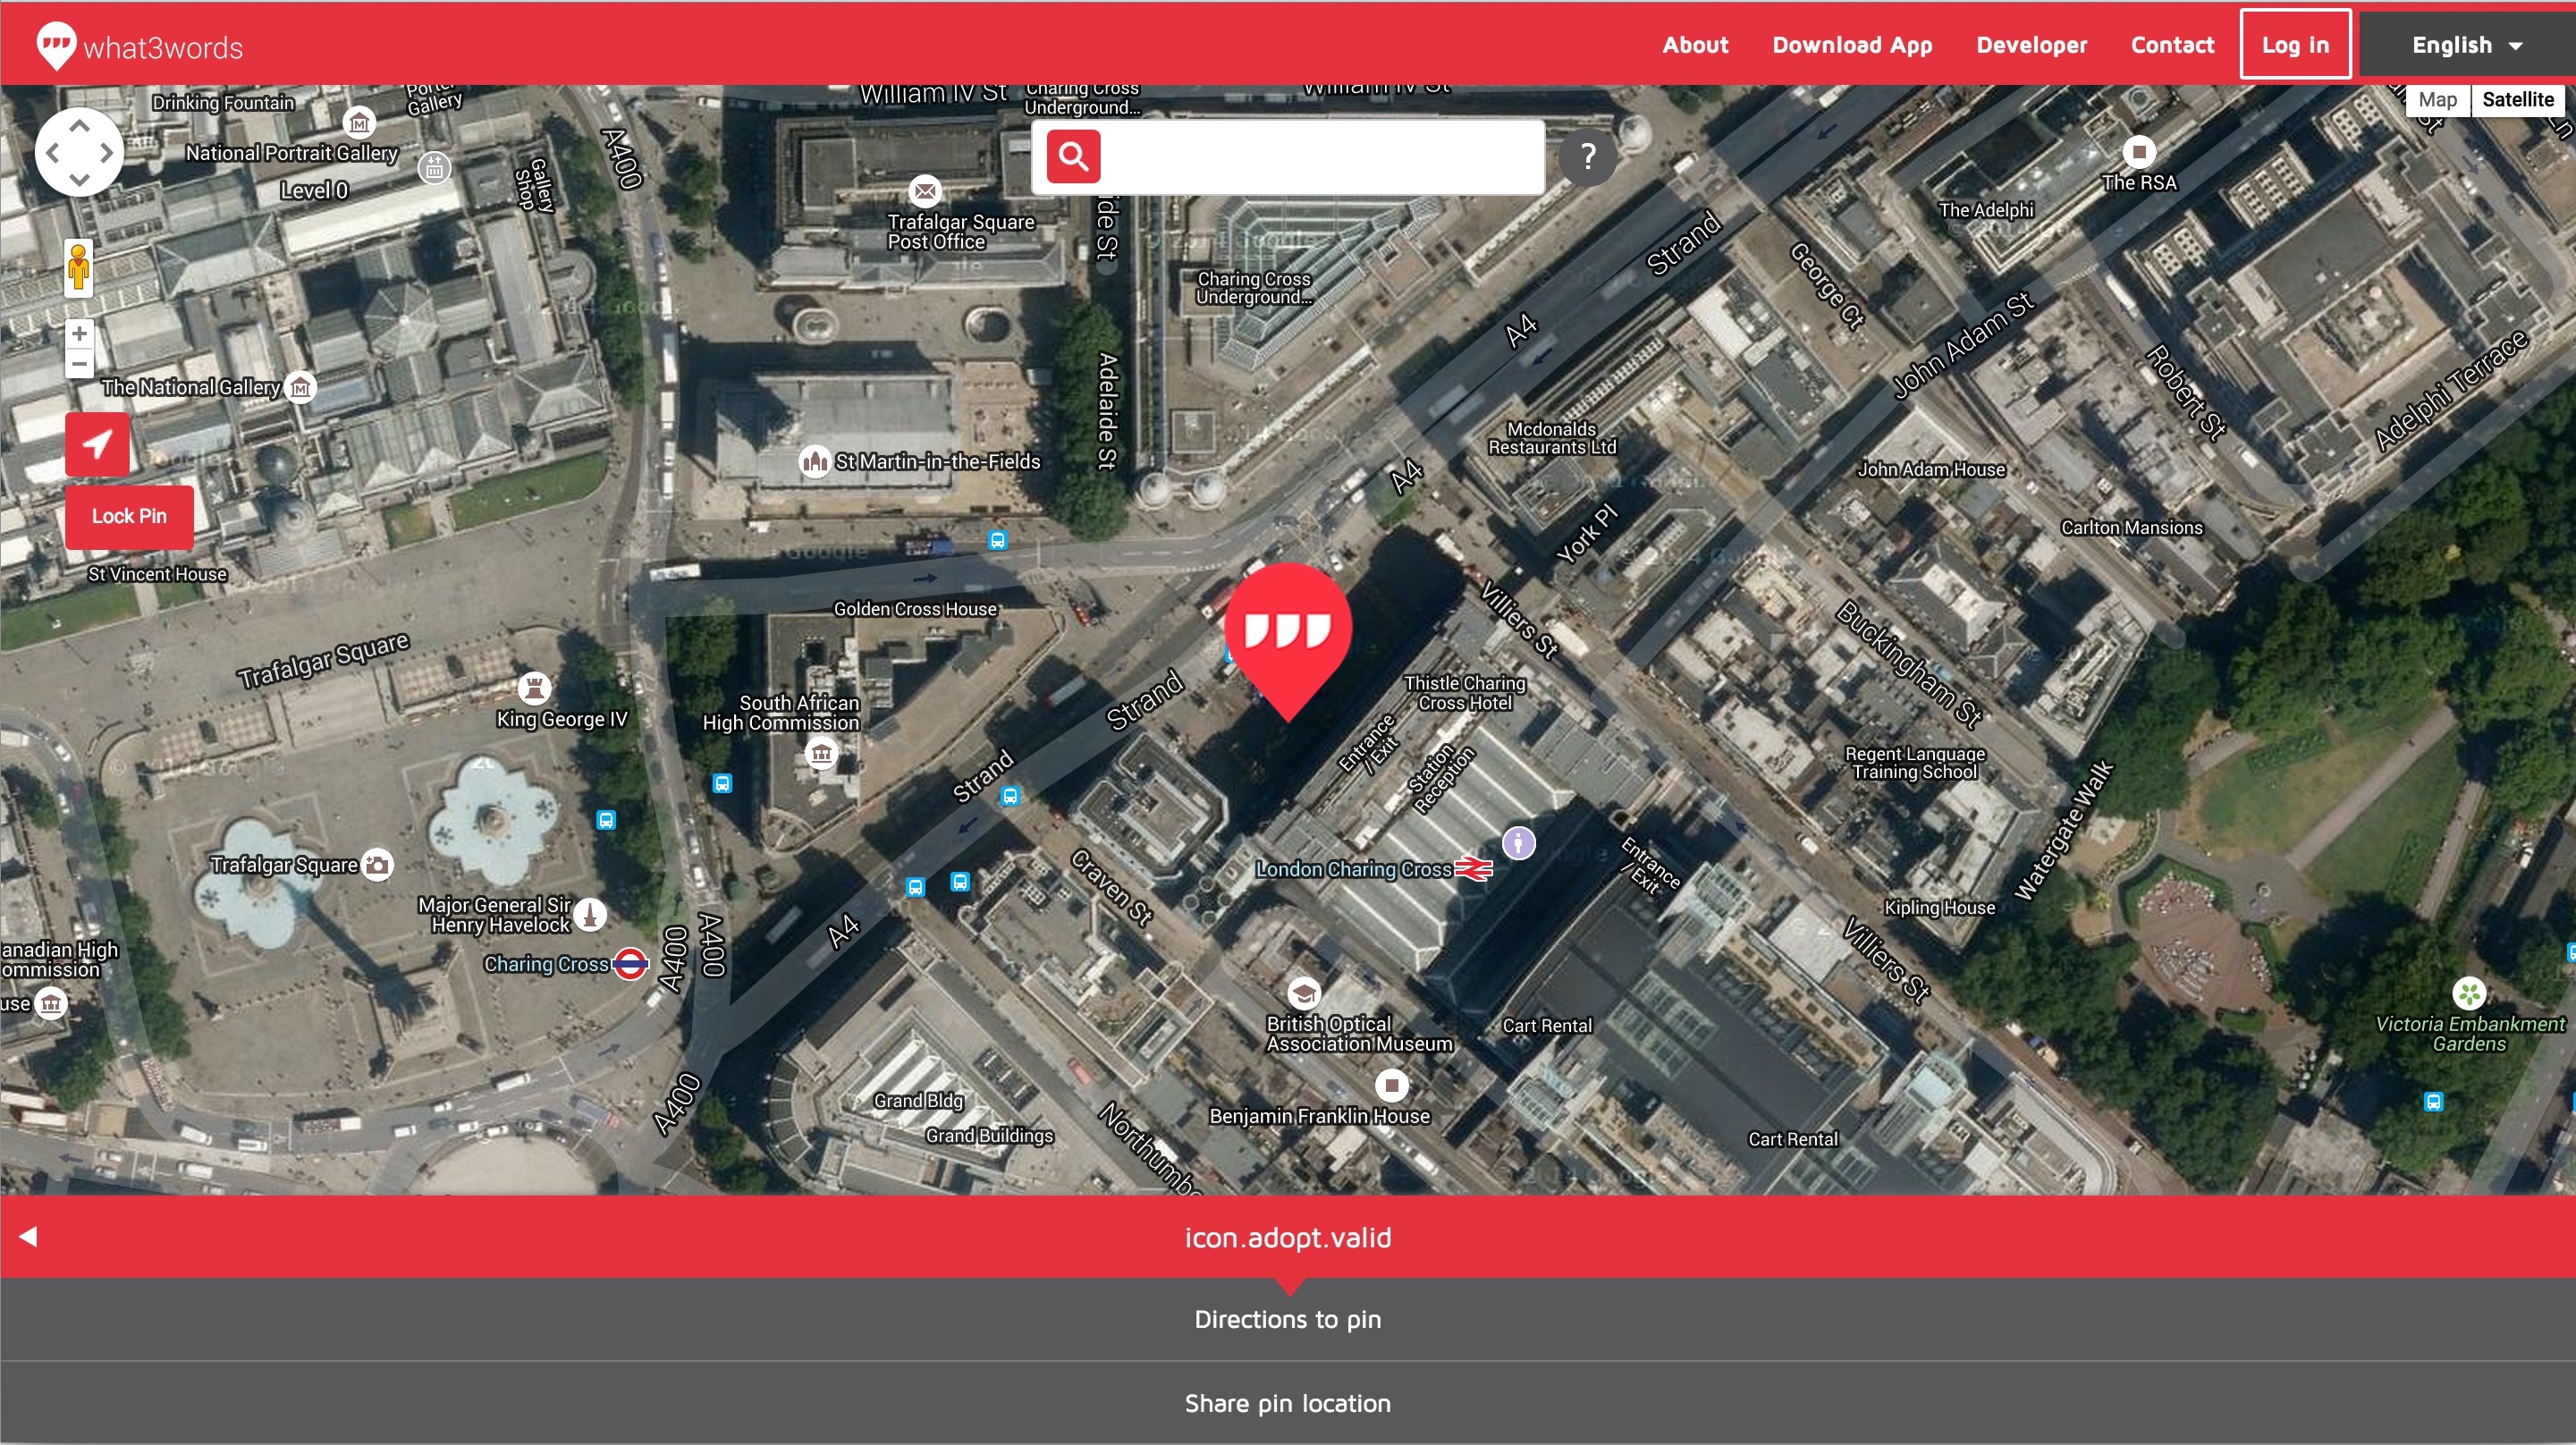 what3words
About
Download App
Developer
Contact
Log in
English
Map
Satellite
Drinking Fountain
Gallery
National Portrait Gallery
Level 0
Gallery
Shop
A400
William IV St
Charing Cross
Underground...
William IV St
?
The RSA
The Adelphi
Trafalgar Square
Post Office
Strand
George Ct
Charing Cross
Underground...
A4
John Adam St
Robert St
Adelphi Terrace
The National Gallery
Adelaide St
Mcdonalds
Restaurants Ltd
St Martin-in-the-Fields
A4
John Adam House
Lock Pin
York Pl
Carlton Mansions
St Vincent House
Golden Cross House
Villiers St
Buckingham St
Trafalgar Square
King George IV
South African
High Commission
Strand
Thistle Charing
Cross Hotel
Entrance
/ Exit
Station
Reception
Strand
Regent Language
Training School
Watergate Walk
Trafalgar Square
Craven St
London Charing Cross
Entrance
/ Exit
Major General Sir
Henry Havelock
A4
Kipling House
Villiers St
Charing Cross
A400
A400
British Optical
Association Museum
Cart Rental
Victoria Embankment
Gardens
A400
Grand Bldg
Grand Buildings
Benjamin Franklin House
Cart Rental
icon.adopt.valid
Directions to pin
Share pin location